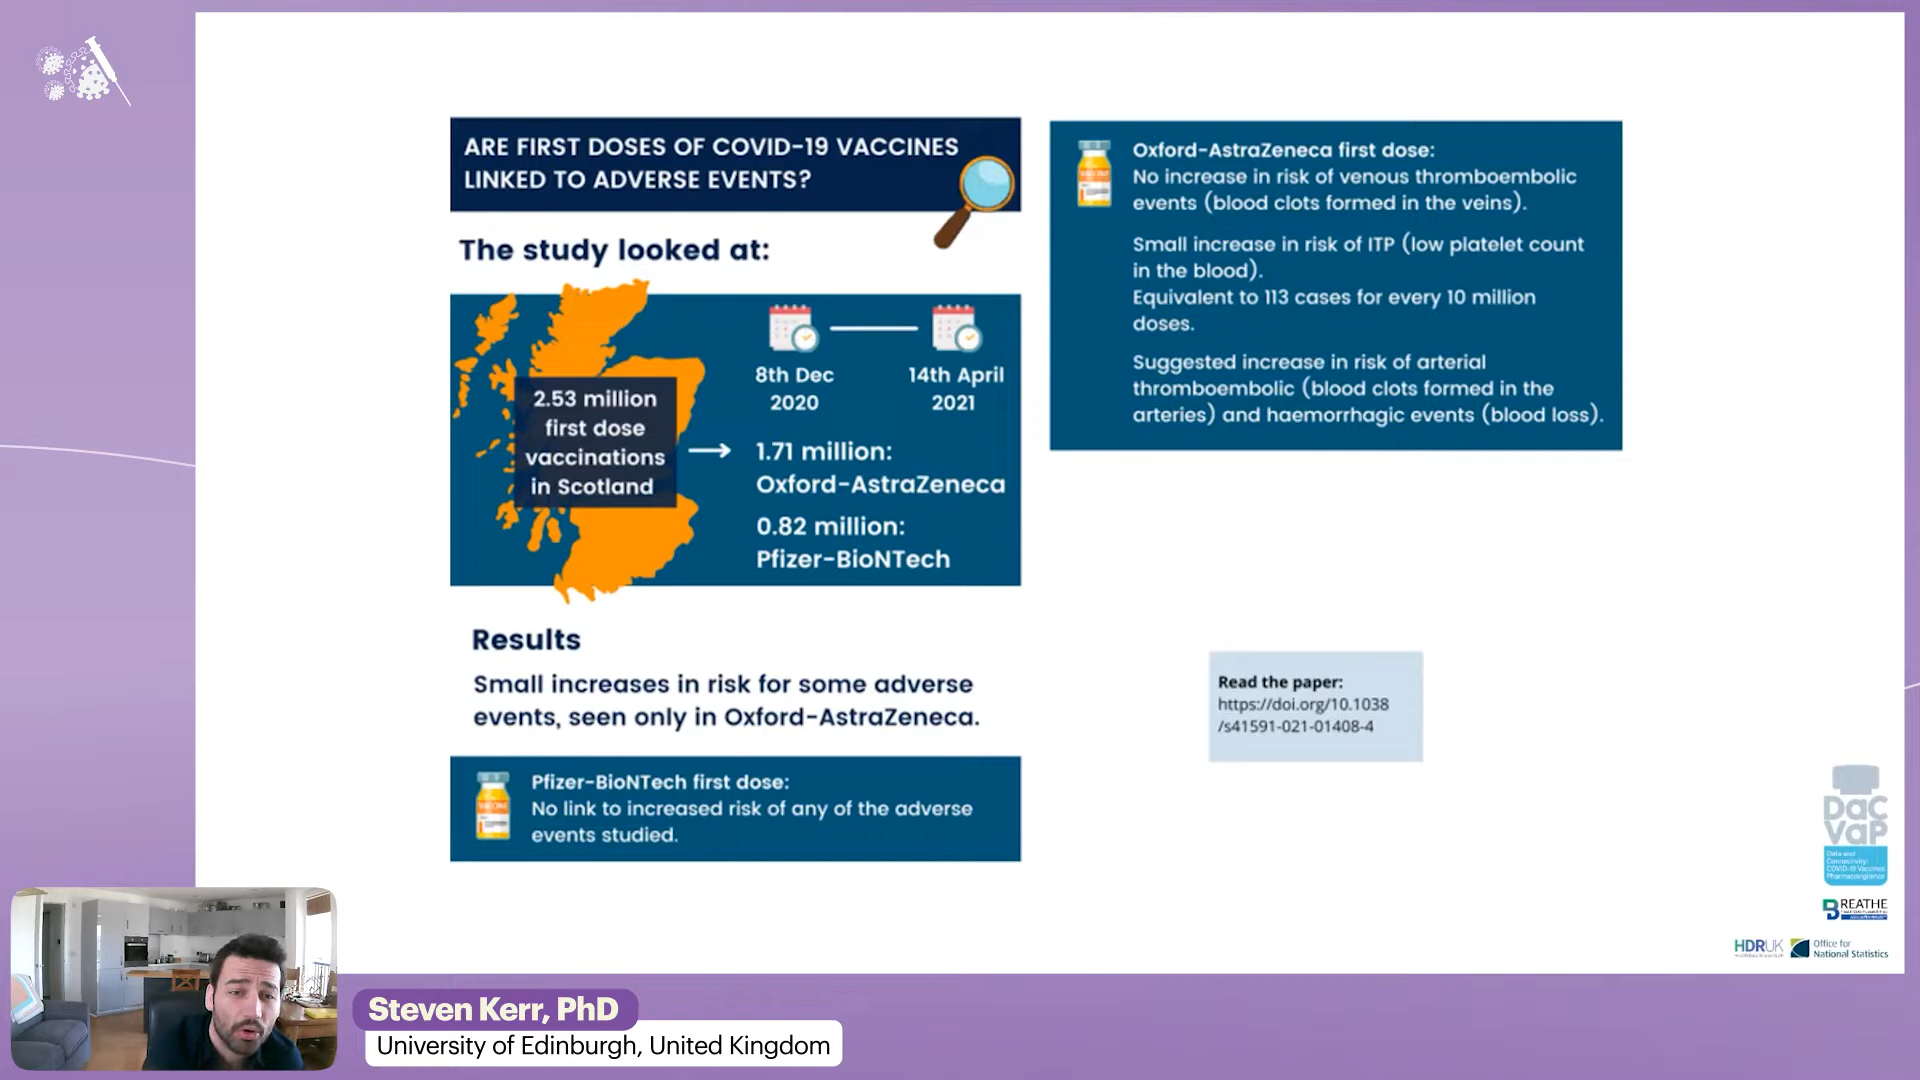 ARE FIRST DOSES OF COVID-19 VACCINES
LINKED TO ADVERSE EVENTS?
The study looked at:
2.53 million
first dose
vaccinations
in Scotland
8th Dec
2020
14th April
2021
1.71 million:
Oxford-AstraZeneca
0.82 million:
Pfizer-BioNTech
Results
Small increases in risk for some adverse
events, seen only in Oxford-AstraZeneca.
Pfizer-BioNTech first dose:
No link to increased risk of any of the adverse
events studied.
Oxford-AstraZeneca first dose:
No increase in risk of venous thromboembolic
events (blood clots formed in the veins).
Small increase in risk of ITP (low platelet count
in the blood).
Equivalent to 113 cases for every 10 million
doses.
Suggested increase in risk of arterial
thromboembolic (blood clots formed in the
arteries) and haemorrhagic events (blood loss).
Read the paper:
https://doi.org/10.1038
/s41591-021-01408-4
DaC
VaP
Data and
Connectivity:
COVID-19 Vaccines
Pharmacovigilance
BREATHE
HDRUK
Office for
National Statistics
Steven Kerr, PhD
University of Edinburgh, United Kingdom